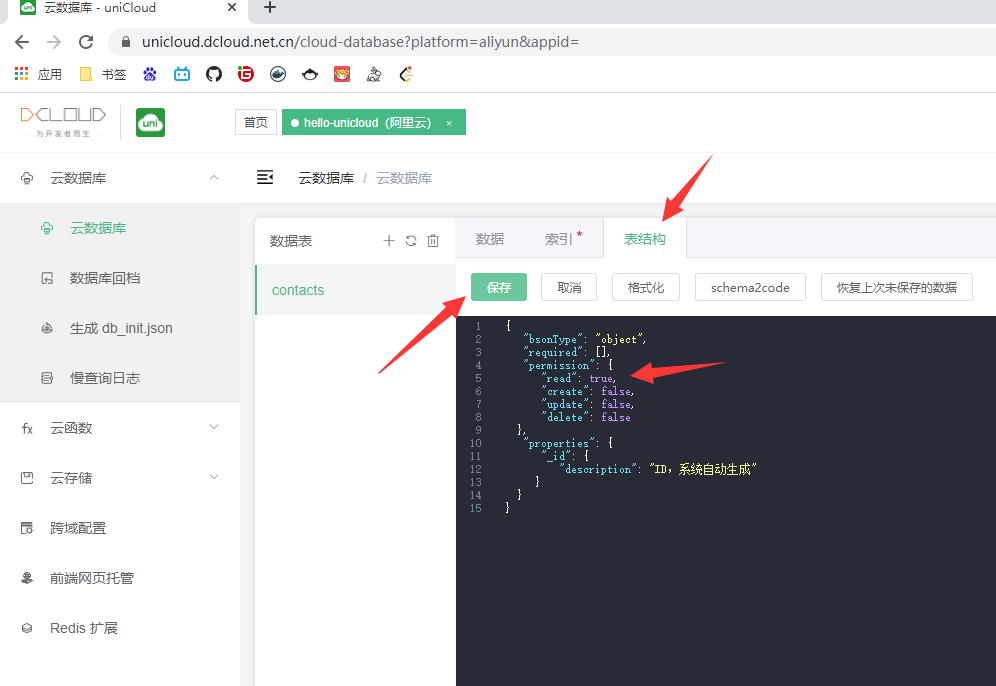 云数据库 - uniCloud
unicloud.dcloud.net.cn/cloud-database?platform=aliyun&appid=
应用 书签
DCLOUD
为开发者而生
uni
首页 hello-unicloud（阿里云） ×
云数据库
云数据库 / 云数据库
云数据库
数据库回档
生成 db_init.json
慢查询日志
云函数
云存储
跨域配置
前端网页托管
Redis 扩展
数据表
contacts
数据 索引* 表结构
保存 取消 格式化 schema2code 恢复上次未保存的数据
1 {
2 "bsonType": "object",
3 "required": [],
4 "permission": {
5 "read": true,
6 "create": false,
7 "update": false,
8 "delete": false
9 },
10 "properties": {
11 "_id": {
12 "description": "ID，系统自动生成"
13 }
14 }
15 }